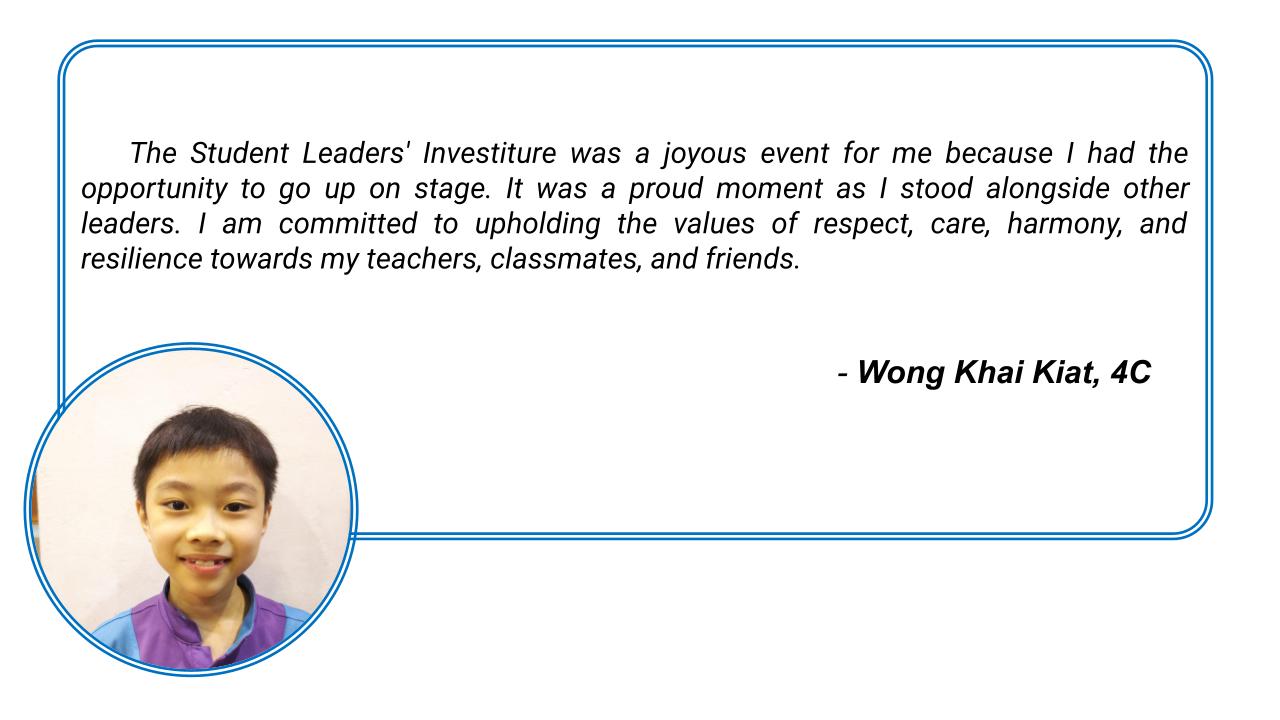 The Student Leaders' Investiture was a joyous event for me because I had the
opportunity to go up on stage. It was a proud moment as I stood alongside other
leaders. I am committed to upholding the values of respect, care, harmony, and
resilience towards my teachers, classmates, and friends.
- Wong Khai Kiat, 4C